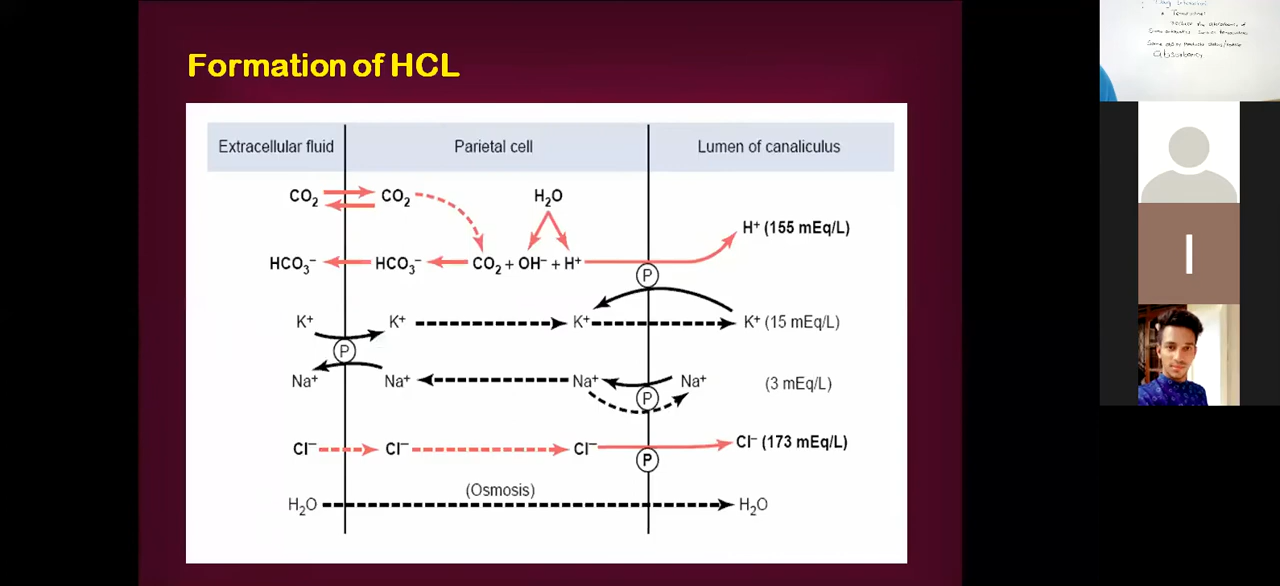 Formation of HCL
Extracellular fluid Parietal cell Lumen of canaliculus
CO₂ CO₂ H₂O
H⁺ (155 mEq/L)
HCO₃⁻ HCO₃⁻ CO₂ + OH⁻ + H⁺
P
K⁺ K⁺ K⁺ K⁺ (15 mEq/L)
P
Na⁺ Na⁺ Na⁺ Na⁺ (3 mEq/L)
P
Cl⁻ Cl⁻ Cl⁻ Cl⁻ (173 mEq/L)
P
(Osmosis)
H₂O H₂O
I